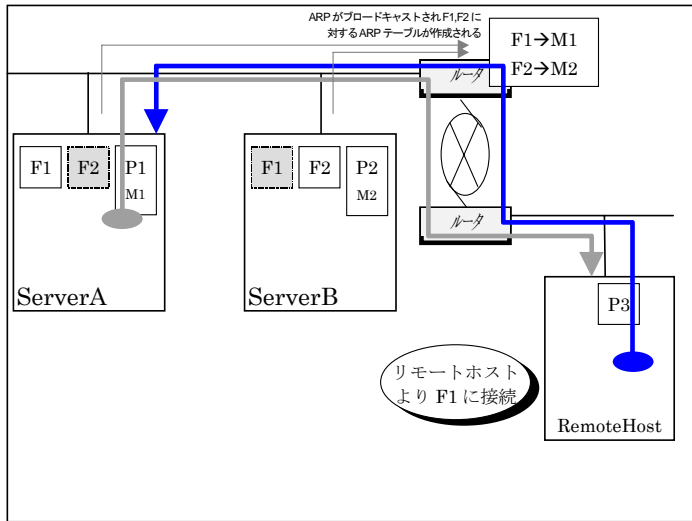 ARP がブロードキャストされ F1,F2 に
対する ARP テーブルが作成される
F1→M1
F2→M2
ルータ
F1
F2
P1
M1
ServerA
F1
F2
P2
M2
ServerB
ルータ
P3
RemoteHost
リモートホスト
より F1 に接続